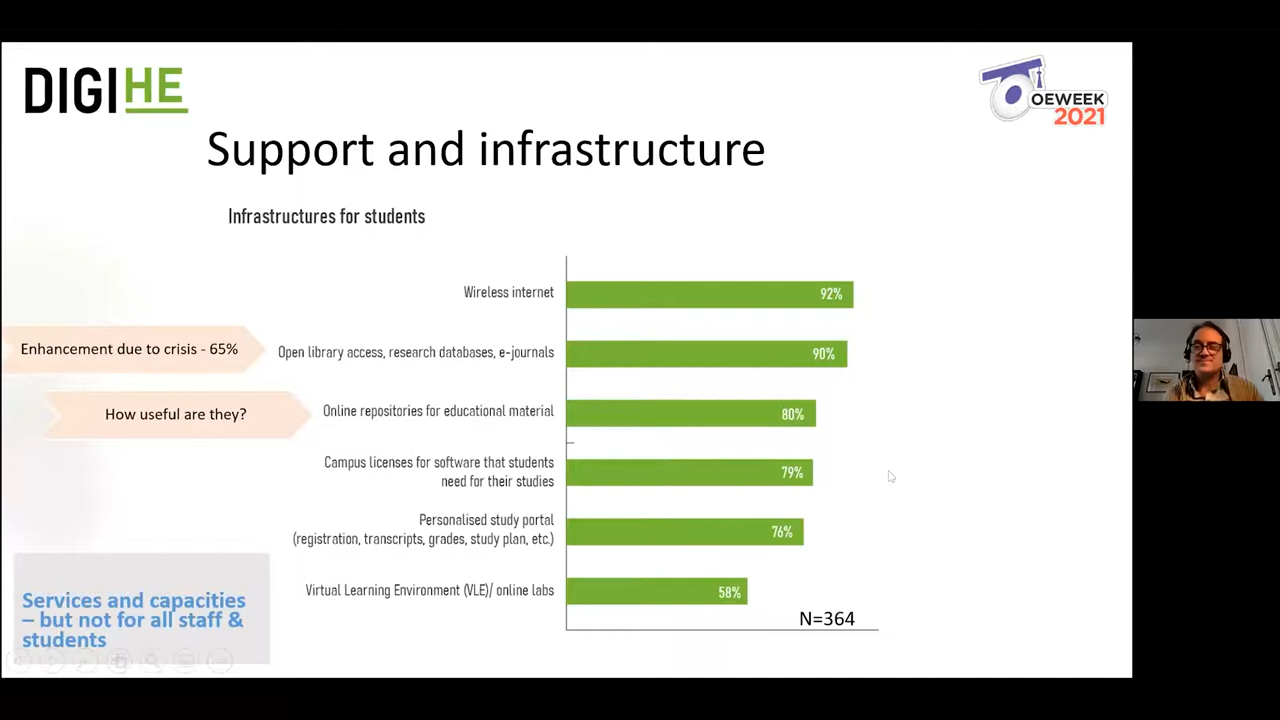 DIGIHE
OEWEEK
2021
Support and infrastructure
Infrastructures for students
Wireless internet
92%
Enhancement due to crisis - 65%
Open library access, research databases, e-journals
90%
How useful are they?
Online repositories for educational material
80%
Campus licenses for software that students
need for their studies
79%
Personalised study portal
(registration, transcripts, grades, study plan, etc.)
76%
Virtual Learning Environment (VLE)/ online labs
58%
N=364
Services and capacities
– but not for all staff &
students